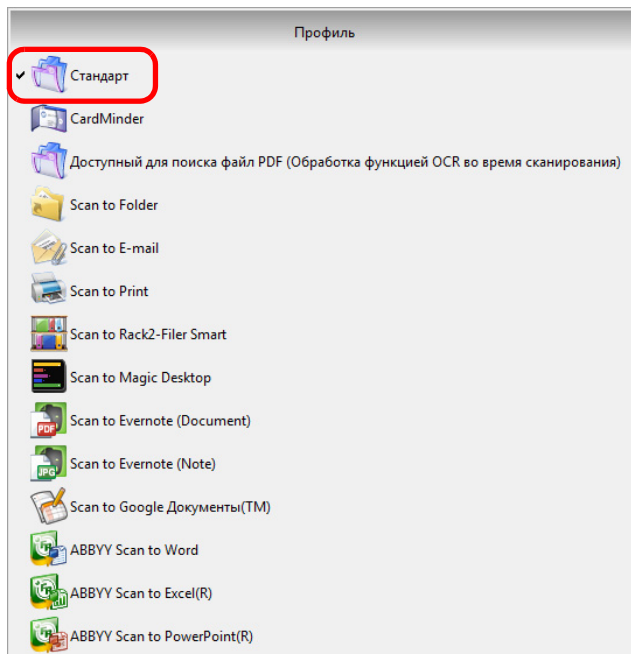 Профиль
Стандарт
CardMinder
Доступный для поиска файл PDF (Обработка функцией OCR во время сканирования)
Scan to Folder
Scan to E-mail
Scan to Print
Scan to Rack2-Filer Smart
Scan to Magic Desktop
PDF
Scan to Evernote (Document)
JPG
Scan to Evernote (Note)
Scan to Google Документы(TM)
ABBYY Scan to Word
ABBYY Scan to Excel(R)
ABBYY Scan to PowerPoint(R)